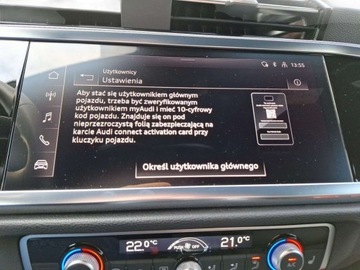 Użytkownicy
Ustawienia
13:55
Aby stać się użytkownikiem głównym
pojazdu, trzeba być zweryfikowanym
użytkownikiem myAudi i mieć 10-cyfrowy
kod pojazdu. Znajduje się on pod
nieprzezroczystą folią zabezpieczającą na
karcie Audi connect activation card przy
kluczyku pojazdu.
Określ użytkownika głównego
22.0°C
OFF
21.0°C